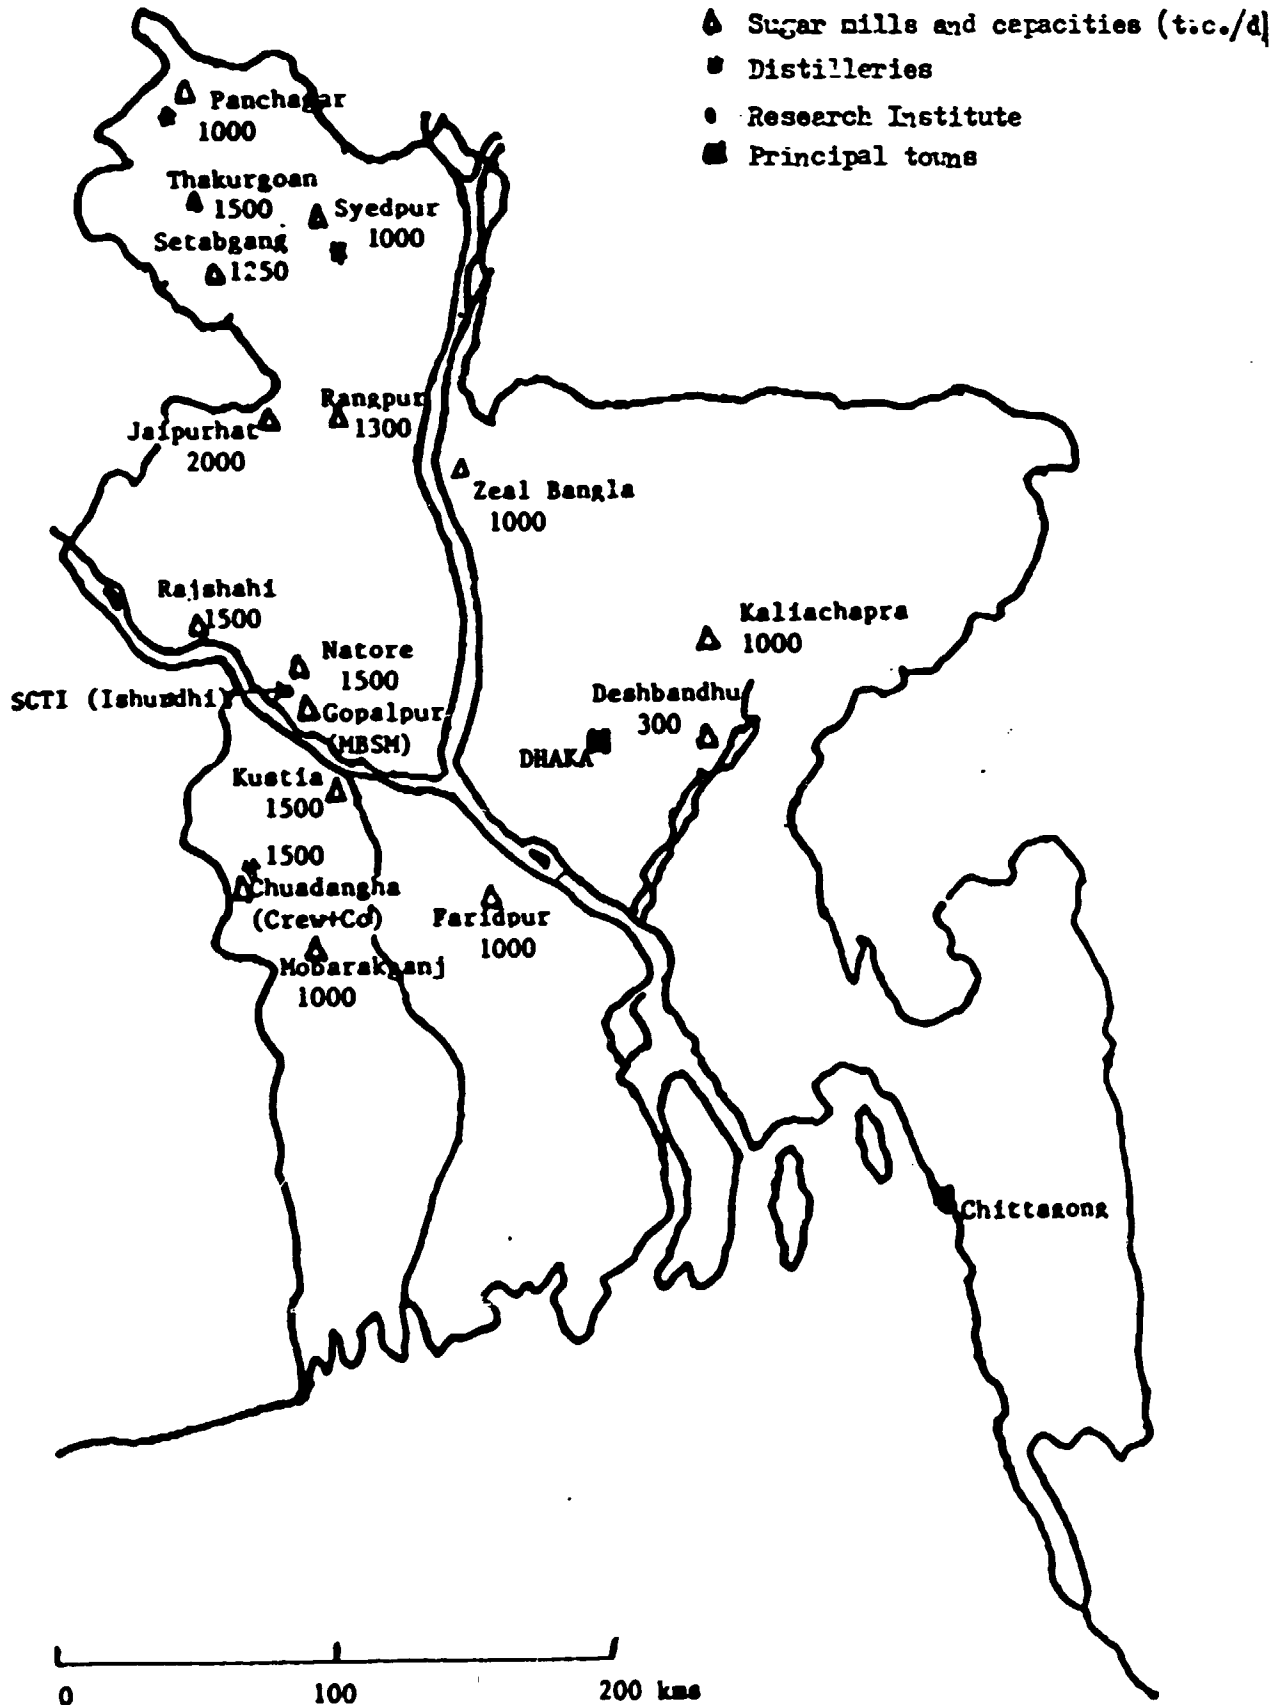 Sugar mills and cepacities (t.c./d)
Distilleries
Research Institute
Principal towns
Panchagar
1000
Thakurgoan
1500
Syedpur
1000
Setabgang
1250
Rangpur
1300
Jaipurhat
2000
Zeal Bangla
1000
Rajshahi
1500
Kaliachapra
1000
Natore
1500
SCTI (Ishurdhi)
Deshbandhu
300
Gopalpur
(MBSM)
DHAKA
Kustia
1500
1500
Chuadangha
(Crew+Co)
Faridpur
1000
Mobarakganj
1000
Chittagong
0 100 200 kms